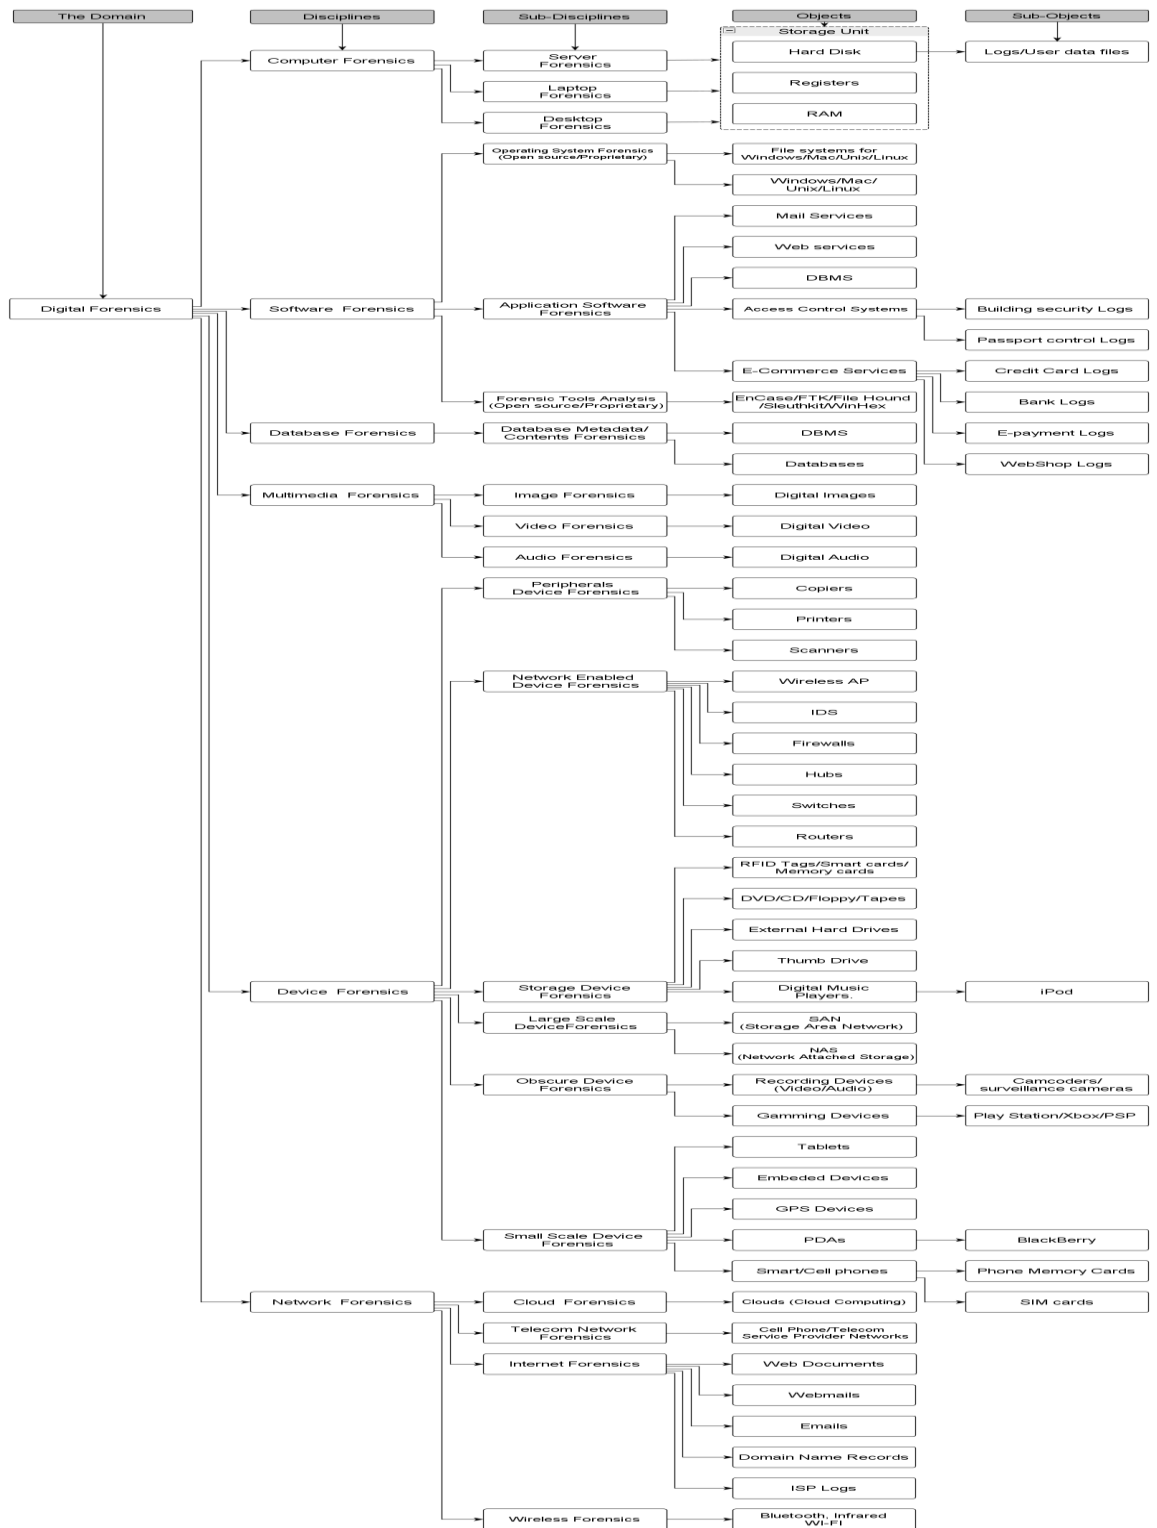 The Domain
Disciplines
Sub-Disciplines
Objects
Sub-Objects
Storage Unit
Computer Forensics
Server
Forensics
Hard Disk
Logs/User data files
Laptop
Forensics
Registers
Desktop
Forensics
RAM
Operating System Forensics
(Open source/Proprietary)
File systems for
Windows/Mac/Unix/Linux
Windows/Mac/
Unix/Linux
Mail Services
Web services
DBMS
Digital Forensics
Software Forensics
Application Software
Forensics
Access Control Systems
Building security Logs
Passport control Logs
E-Commerce Services
Credit Card Logs
Forensic Tools Analysis
(Open source/Proprietary)
EnCase/FTK/File Hound
/Sleuthkit/WinHex
Bank Logs
Database Forensics
Database Metadata/
Contents Forensics
DBMS
E-payment Logs
Databases
WebShop Logs
Multimedia Forensics
Image Forensics
Digital Images
Video Forensics
Digital Video
Audio Forensics
Digital Audio
Peripherals
Device Forensics
Copiers
Printers
Scanners
Network Enabled
Device Forensics
Wireless AP
IDS
Firewalls
Hubs
Switches
Routers
RFID Tags/Smart cards/
Memory cards
DVD/CD/Floppy/Tapes
External Hard Drives
Thumb Drive
Device Forensics
Storage Device
Forensics
Digital Music
Players.
iPod
Large Scale
DeviceForensics
SAN
(Storage Area Network)
NAS
(Network Attached Storage)
Obscure Device
Forensics
Recording Devices
(Video/Audio)
Camcoders/
surveillance cameras
Gamming Devices
Play Station/Xbox/PSP
Tablets
Embeded Devices
GPS Devices
Small Scale Device
Forensics
PDAs
BlackBerry
Smart/Cell phones
Phone Memory Cards
Network Forensics
Cloud Forensics
Clouds (Cloud Computing)
SIM cards
Telecom Network
Forensics
Cell Phone/Telecom
Service Provider Networks
Internet Forensics
Web Documents
Webmails
Emails
Domain Name Records
ISP Logs
Wireless Forensics
Bluetooth, Infrared
WI-FI